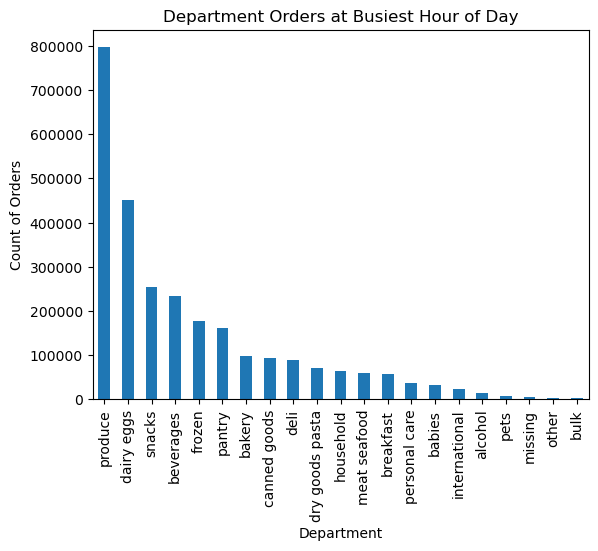 Department Orders at Busiest Hour of Day
Count of Orders
800000
700000
600000
500000
400000
300000
200000
100000
0
produce
dairy eggs
snacks
beverages
frozen
pantry
bakery
canned goods
deli
dry goods pasta
household
meat seafood
breakfast
personal care
babies
international
alcohol
pets
missing
other
bulk
Department